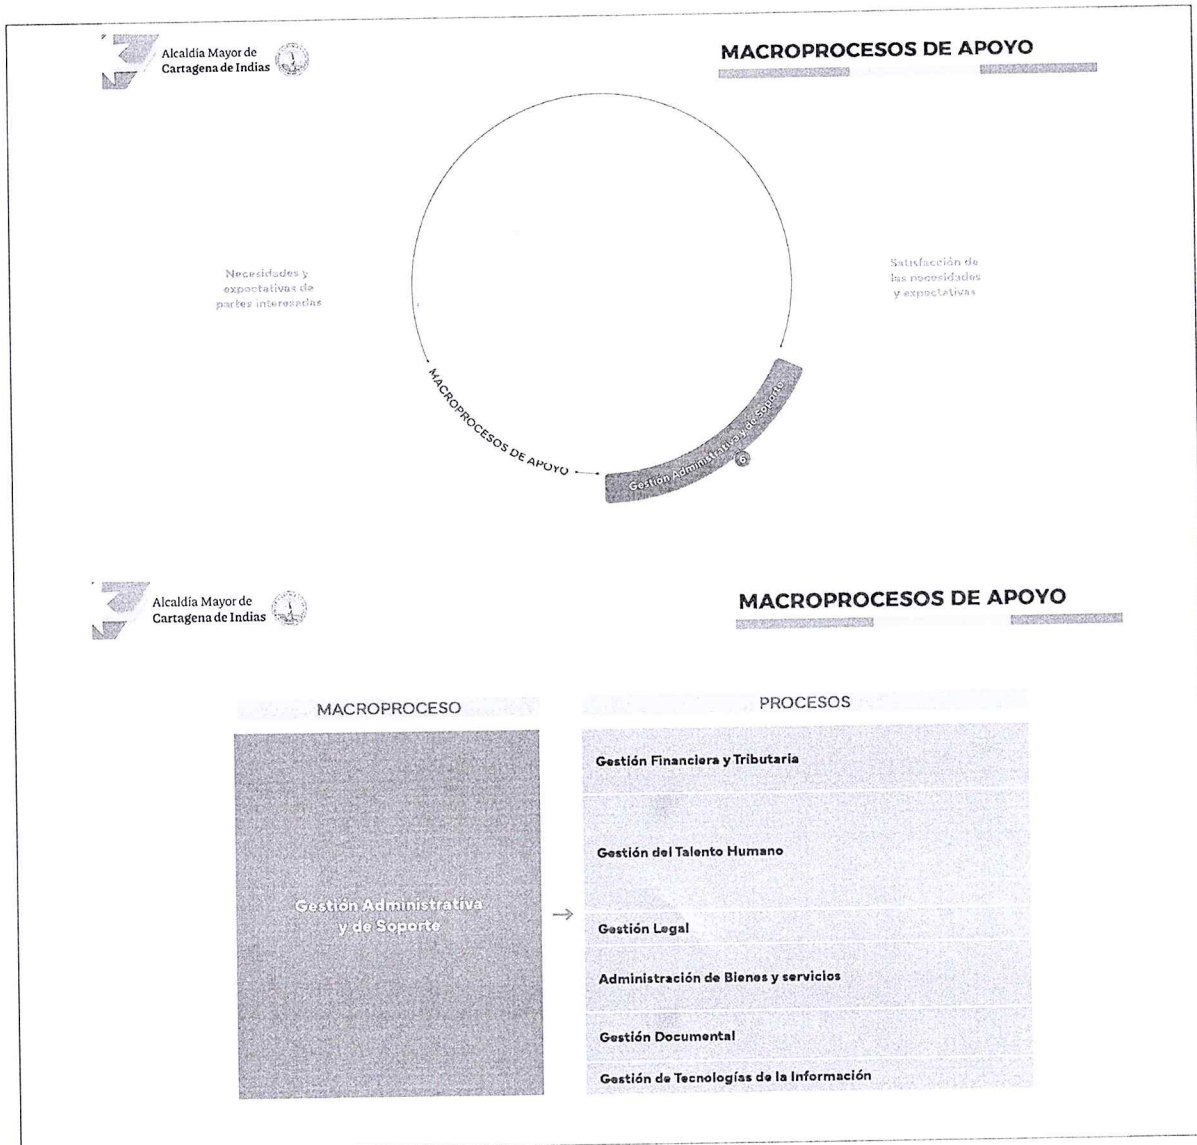 Alcaldía Mayor de
Cartagena de Indias
MACROPROCESOS DE APOYO
Necesidades y
expectativas de
partes interesadas
Satisfacción de
las necesidades
y expectativas
MACROPROCESOS DE APOYO
Gestión Administrativa y de Soporte
6
Alcaldía Mayor de
Cartagena de Indias
MACROPROCESOS DE APOYO
MACROPROCESO
PROCESOS
Gestión Administrativa
y de Soporte
Gestión Financiera y Tributaria
Gestión del Talento Humano
Gestión Legal
Administración de Bienes y servicios
Gestión Documental
Gestión de Tecnologías de la Información